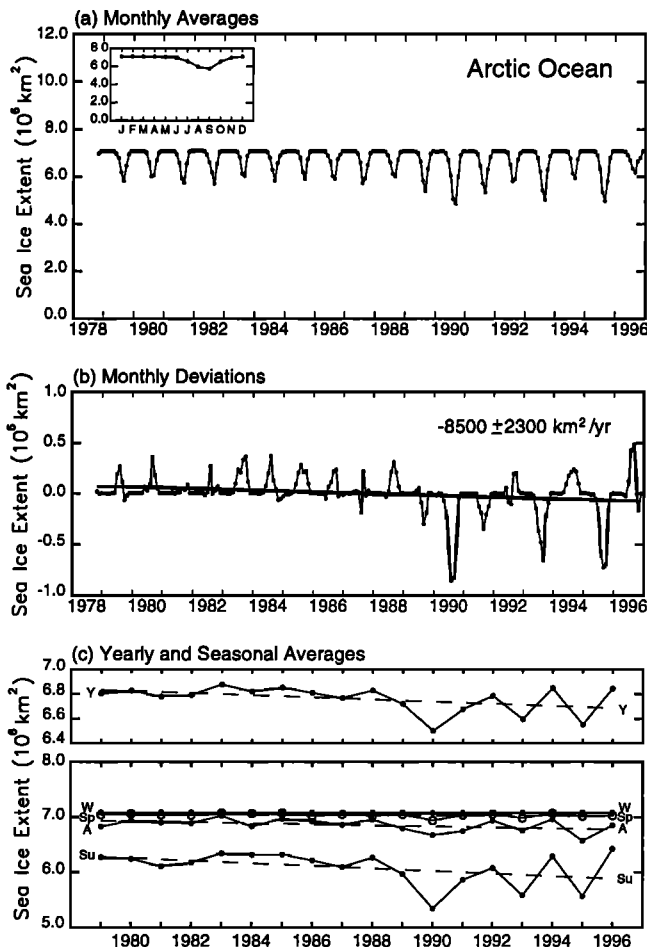 (a) Monthly Averages
12.0
10.0
8.0
6.0
4.0
2.0
0.0
Sea Ice Extent (10⁶ km²)
8 0
6 0
4.0
2.0
0.0
J F M A M J J A S O N D
Arctic Ocean
1978 1980 1982 1984 1986 1988 1990 1992 1994 1996
(b) Monthly Deviations
1.0
0.5
0.0
-0.5
-1.0
Sea Ice Extent (10⁶ km²)
-8500 ±2300 km²/yr
1978 1980 1982 1984 1986 1988 1990 1992 1994 1996
(c) Yearly and Seasonal Averages
7.0
6.8
6.6
6.4
Y
Y
Sea Ice Extent (10⁶ km²)
8.0
7.0
6.0
5.0
W
Sp
A
Su
W
Sp
A
Su
1980 1982 1984 1986 1988 1990 1992 1994 1996